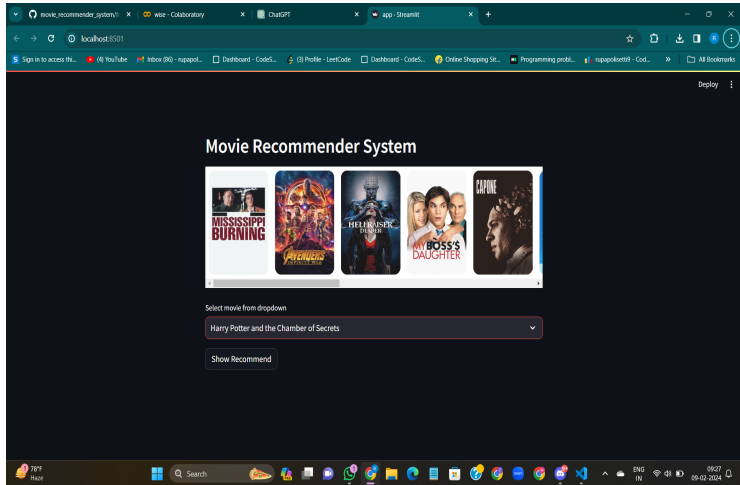 movie_recommender_system/
wise - Colaboratory
ChatGPT
app · Streamlit
localhost:8501
Sign in to access thi...
(4) YouTube
Inbox (86) - rupapol...
Dashboard - CodeS...
(3) Profile - LeetCode
Dashboard - CodeS...
Online Shopping Sit...
Programming probl...
rupapolisetti9 - Cod...
All Bookmarks
Deploy
Movie Recommender System
MISSISSIPPI
BURNING
AVENGERS
INFINITY WAR
HELLRAISER
DEADER
MY BOSS'S
DAUGHTER
CAPONE
Select movie from dropdown
Harry Potter and the Chamber of Secrets
Show Recommend
78°F
Haze
Search
ENG
IN
09:27
09-02-2024